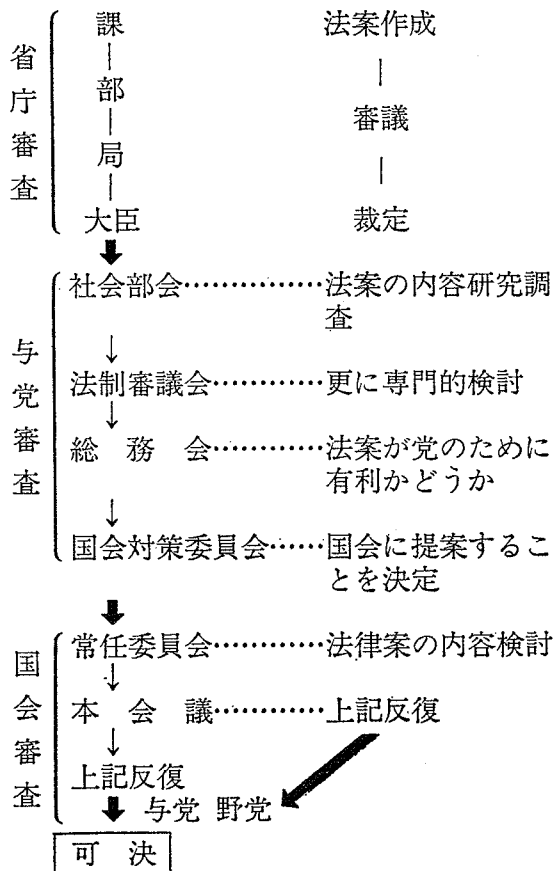 省庁審査
課 法案作成
部
審議
局
大臣 裁定
与党審査
社会部会…………法案の内容研究調
査
法制審議会…………更に専門的検討
総務会…………法案が党のために
有利かどうか
国会対策委員会……国会に提案するこ
とを決定
国会審査
常任委員会…………法律案の内容検討
本会議…………上記反復
上記反復
与党 野党
可決